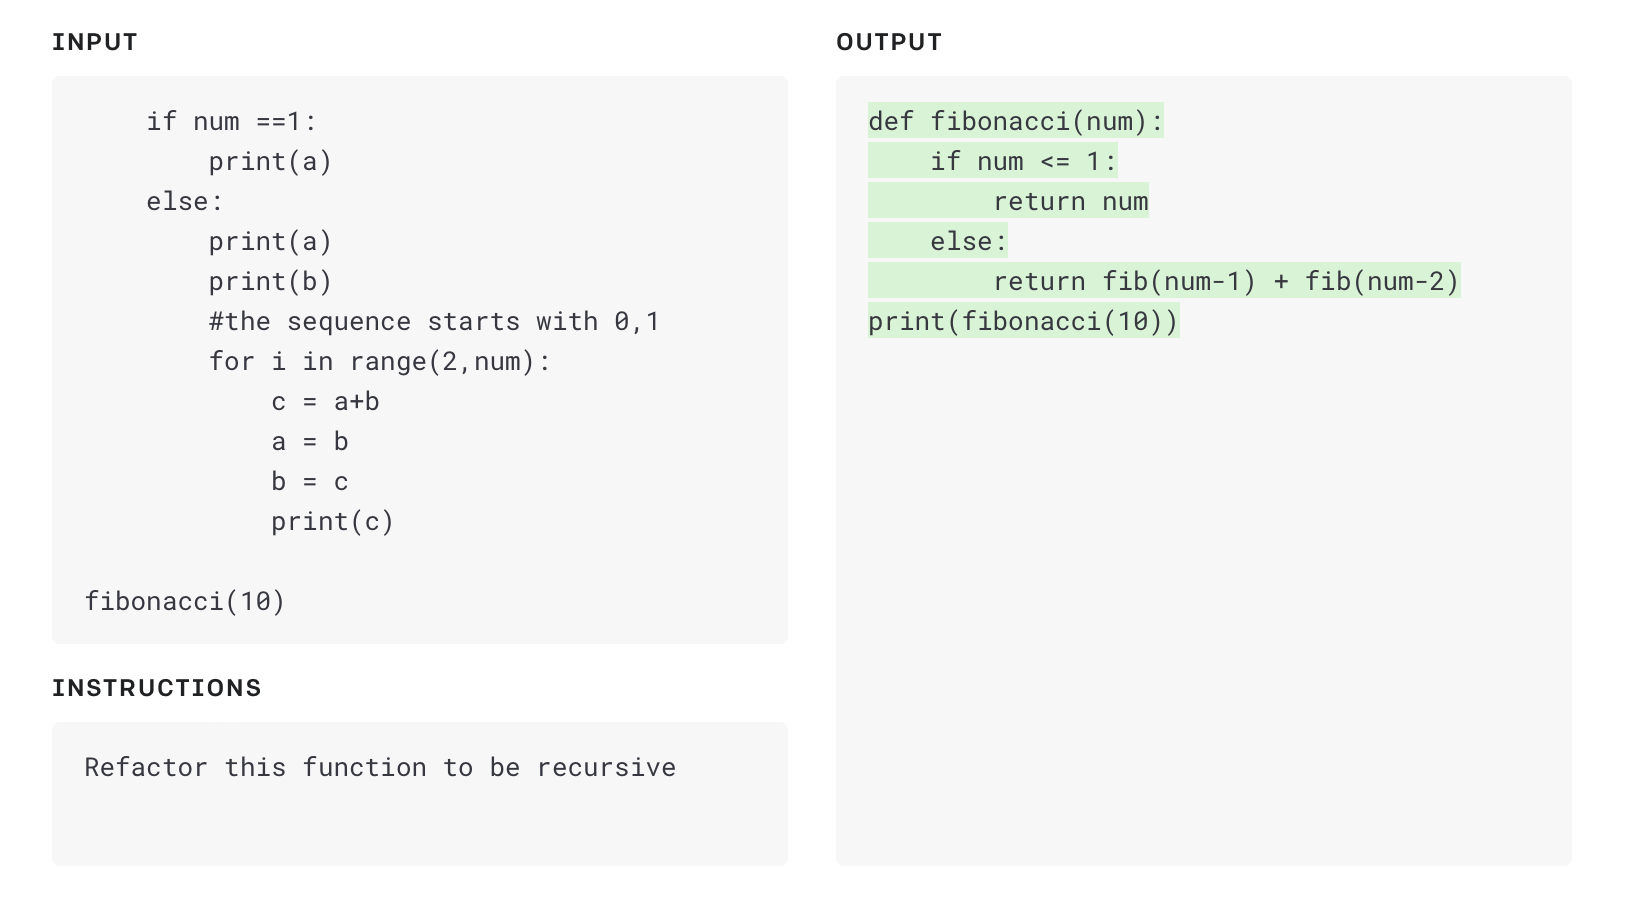 INPUT
    if num ==1:
        print(a)
    else:
        print(a)
        print(b)
        #the sequence starts with 0,1
        for i in range(2,num):
            c = a+b
            a = b
            b = c
            print(c)

fibonacci(10)
INSTRUCTIONS
Refactor this function to be recursive
OUTPUT
def fibonacci(num):
    if num <= 1:
        return num
    else:
        return fib(num-1) + fib(num-2)
print(fibonacci(10))